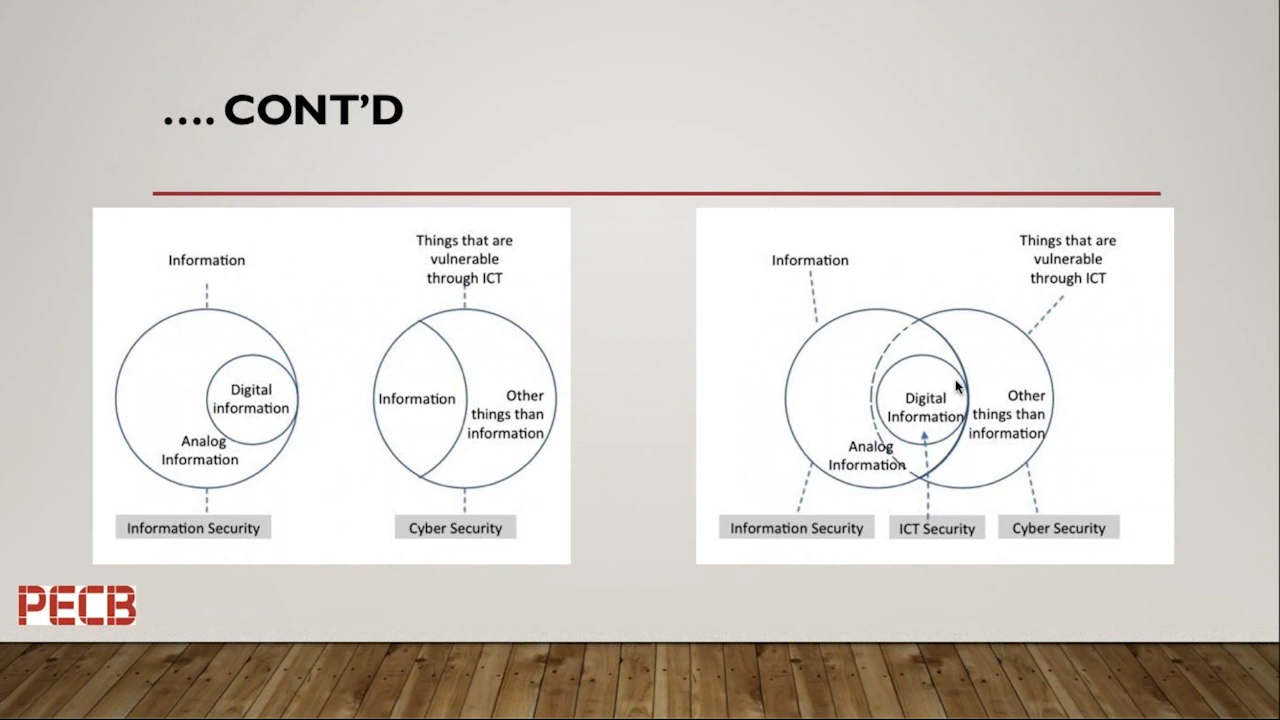 .... CONT’D
Information
Things that are
vulnerable
through ICT
Digital
information
Analog
Information
Information
Other
things than
information
Information Security
Cyber Security
Information
Things that are
vulnerable
through ICT
Digital
Information
Analog
Information
Other
things than
information
Information Security
ICT Security
Cyber Security
PECB